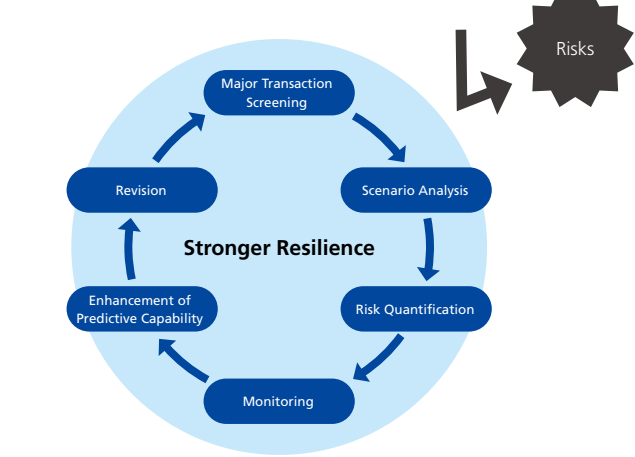 Risks
Major Transaction
Screening
Revision
Scenario Analysis
Stronger Resilience
Enhancement of
Predictive Capability
Risk Quantification
Monitoring